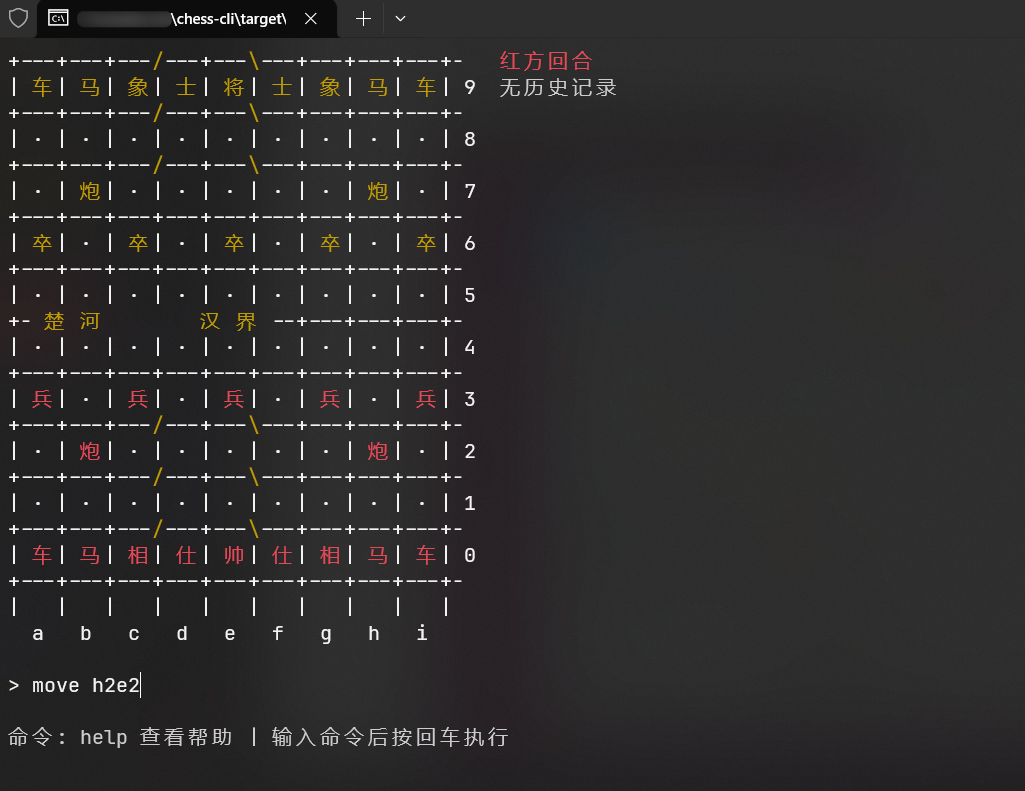 \chess-cli\target\
+---+---+---/---+---\---+---+---+---+-
| 车| 马| 象| 士| 将| 士| 象| 马| 车| 9
+---+---+---/---+---\---+---+---+---+-
| · | · | · | · | · | · | · | · | · | 8
+---+---+---/---+---\---+---+---+---+-
| · | 炮| · | · | · | · | · | 炮| · | 7
+---+---+---+---+---+---+---+---+---+-
| 卒| · | 卒| · | 卒| · | 卒| · | 卒| 6
+---+---+---+---+---+---+---+---+---+-
| · | · | · | · | · | · | · | · | · | 5
+- 楚 河 汉 界 --+---+---+---+-
| · | · | · | · | · | · | · | · | · | 4
+---+---+---+---+---+---+---+---+---+-
| 兵| · | 兵| · | 兵| · | 兵| · | 兵| 3
+---+---+---/---+---\---+---+---+---+-
| · | 炮| · | · | · | · | · | 炮| · | 2
+---+---+---/---+---\---+---+---+---+-
| · | · | · | · | · | · | · | · | · | 1
+---+---+---/---+---\---+---+---+---+-
| 车| 马| 相| 仕| 帅| 仕| 相| 马| 车| 0
+---+---+---+---+---+---+---+---+---+-
| | | | | | | | | |
a b c d e f g h i
红方回合
无历史记录
> move h2e2
命令: help 查看帮助 | 输入命令后按回车执行